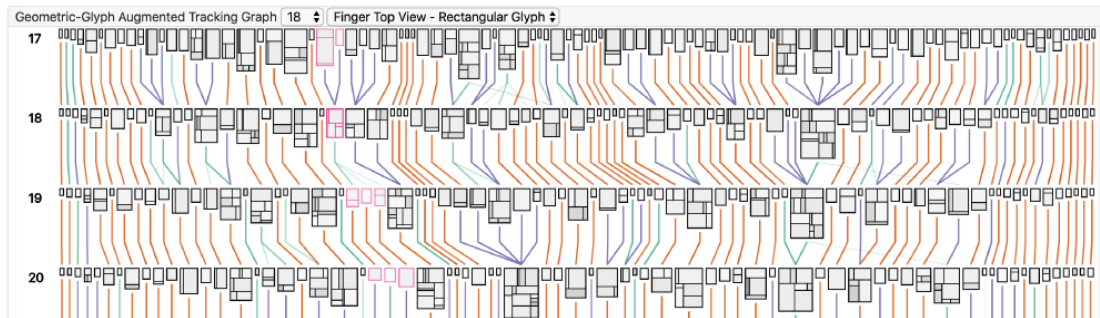 Geometric-Glyph Augmented Tracking Graph 18 Finger Top View - Rectangular Glyph
17
18
19
20